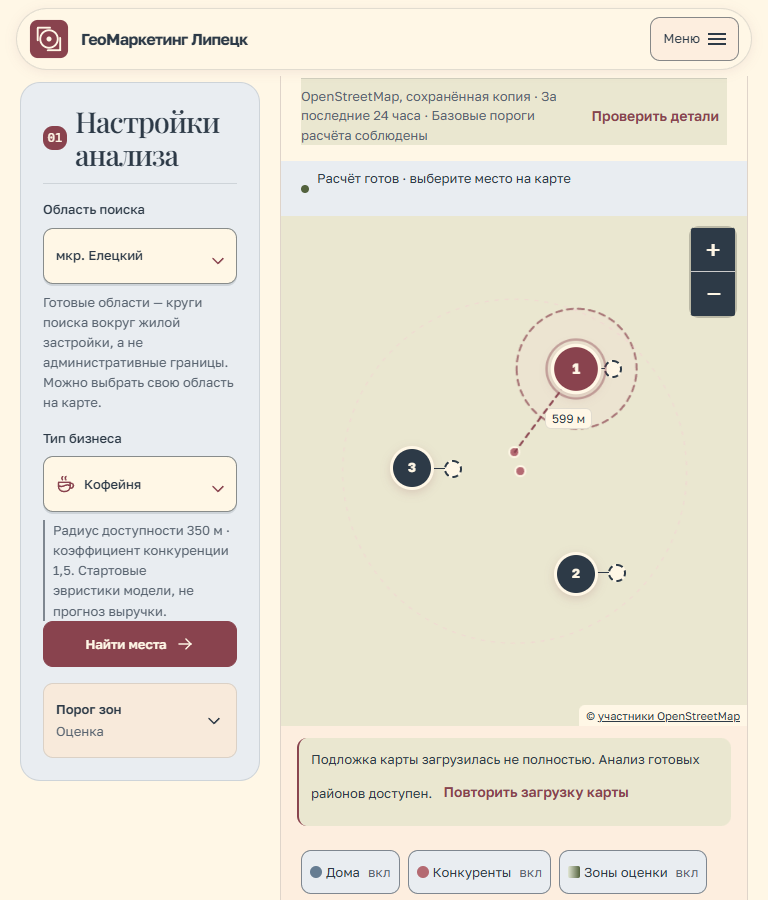 ГеоМаркетинг Липецк
Меню
01
Настройки
анализа
Область поиска
мкр. Елецкий
Готовые области — круги
поиска вокруг жилой
застройки, а не
административные границы.
Можно выбрать свою область
на карте.
Тип бизнеса
Кофейня
Радиус доступности 350 м ·
коэффициент конкуренции
1,5. Стартовые
эвристики модели, не
прогноз выручки.
Найти места
Порог зон
Оценка
OpenStreetMap, сохранённая копия · За
последние 24 часа · Базовые пороги
расчёта соблюдены
Проверить детали
Расчёт готов · выберите место на карте
+
−
1
599 м
3
2
© участники OpenStreetMap
Подложка карты загрузилась не полностью. Анализ готовых
районов доступен. Повторить загрузку карты
Дома вкл
Конкуренты вкл
Зоны оценки вкл